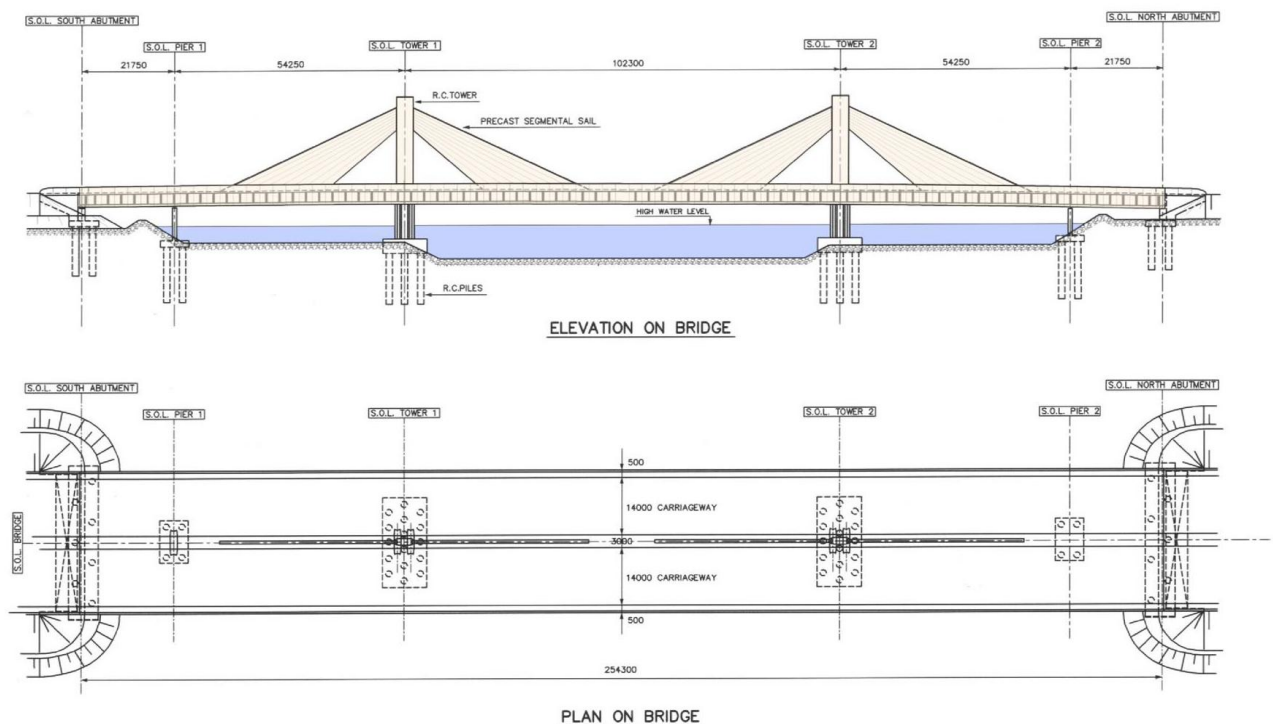 S.O.L. SOUTH ABUTMENT
S.O.L. NORTH ABUTMENT
S.O.L. PIER 1
S.O.L. TOWER 1
S.O.L. TOWER 2
S.O.L. PIER 2
21750
54250
102300
54250
21750
R.C.TOWER
PRECAST SEGMENTAL SAIL
HIGH WATER LEVEL
R.C.PILES
ELEVATION ON BRIDGE
S.O.L. SOUTH ABUTMENT
S.O.L. NORTH ABUTMENT
S.O.L. PIER 1
S.O.L. TOWER 1
S.O.L. TOWER 2
S.O.L. PIER 2
500
14000 CARRIAGEWAY
S.O.L BRIDGE
3000
14000 CARRIAGEWAY
500
254300
PLAN ON BRIDGE